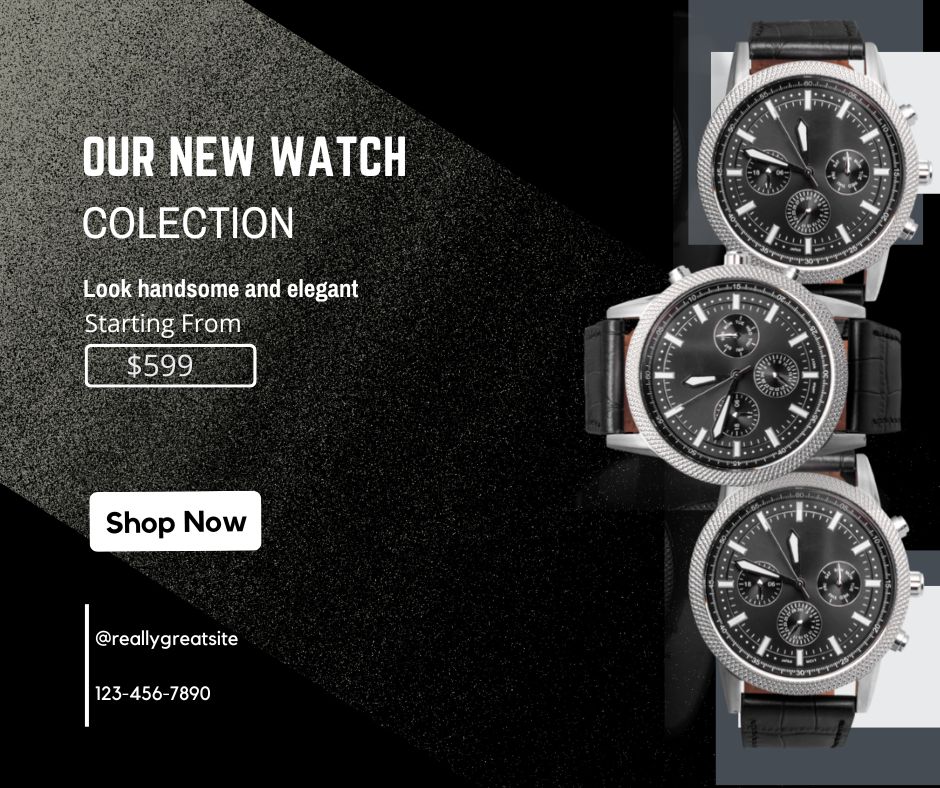 OUR NEW WATCH
COLECTION
Look handsome and elegant
Starting From
$599
Shop Now
@reallygreatsite
123-456-7890